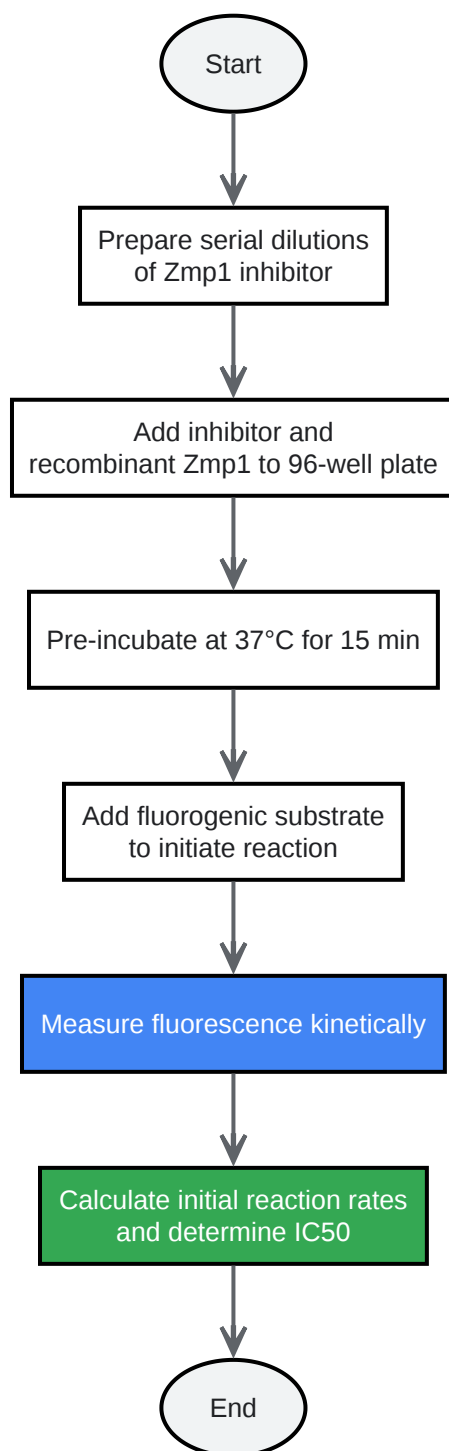 Start
Prepare serial dilutions
of Zmp1 inhibitor
Add inhibitor and
recombinant Zmp1 to 96-well plate
Pre-incubate at 37°C for 15 min
Add fluorogenic substrate
to initiate reaction
Measure fluorescence kinetically
Calculate initial reaction rates
and determine IC50
End